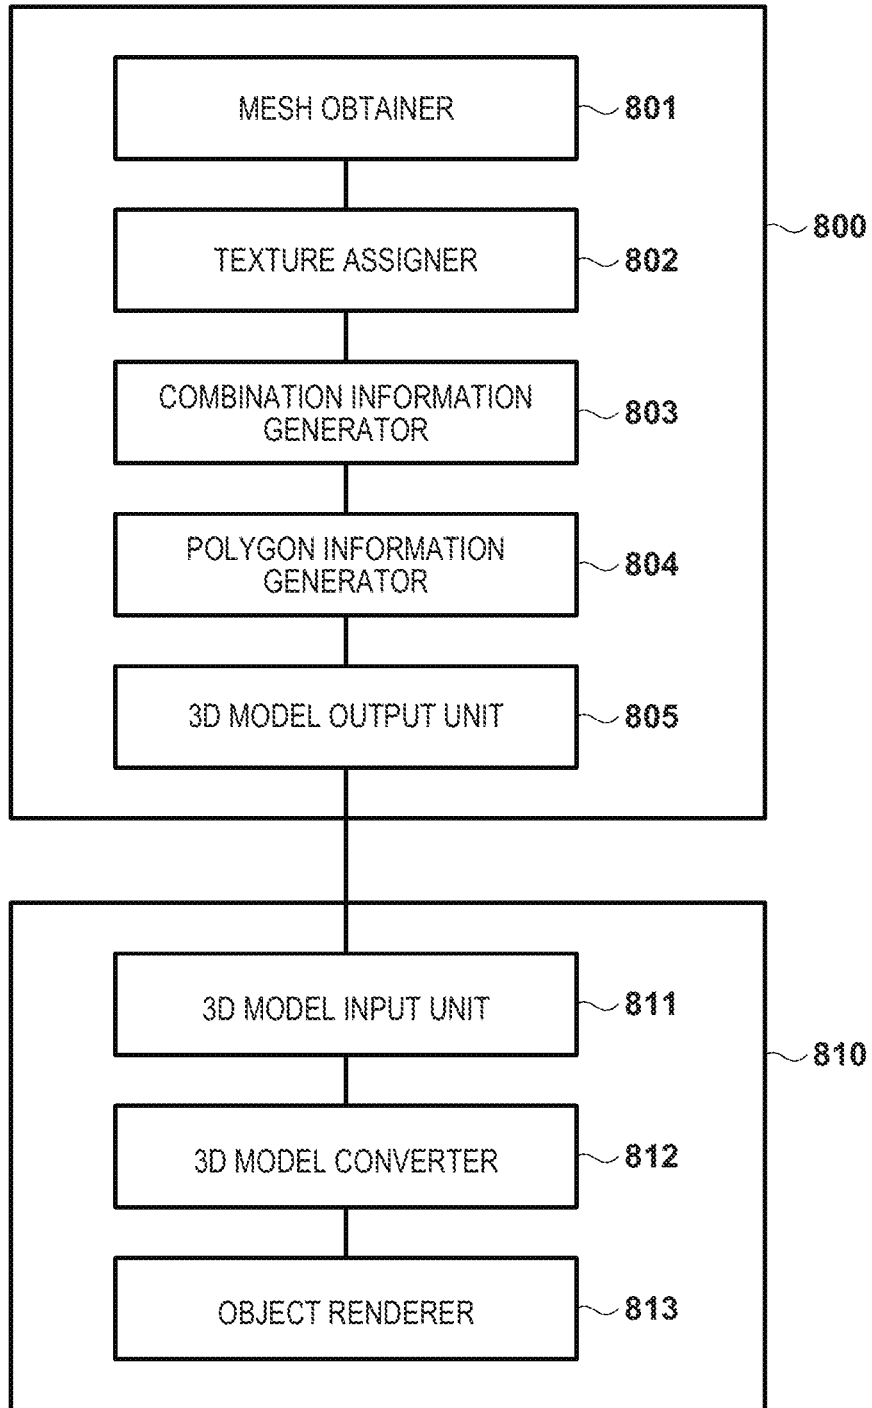 MESH OBTAINER
801
800
TEXTURE ASSIGNER
802
COMBINATION INFORMATION
GENERATOR
803
POLYGON INFORMATION
GENERATOR
804
3D MODEL OUTPUT UNIT
805
3D MODEL INPUT UNIT
811
810
3D MODEL CONVERTER
812
OBJECT RENDERER
813